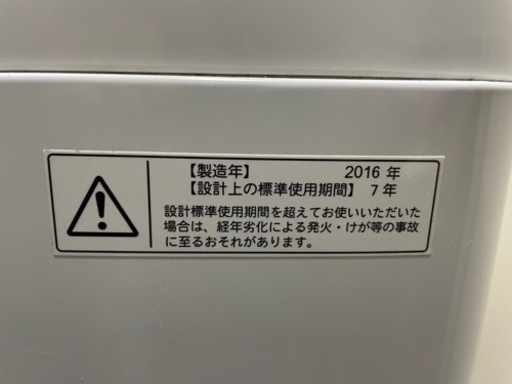 【製造年】 2016 年
【設計上の標準使用期間】 7 年
設計標準使用期間を超えてお使いいただいた
場合は、経年劣化による発火・けが等の事故
に至るおそれがあります。